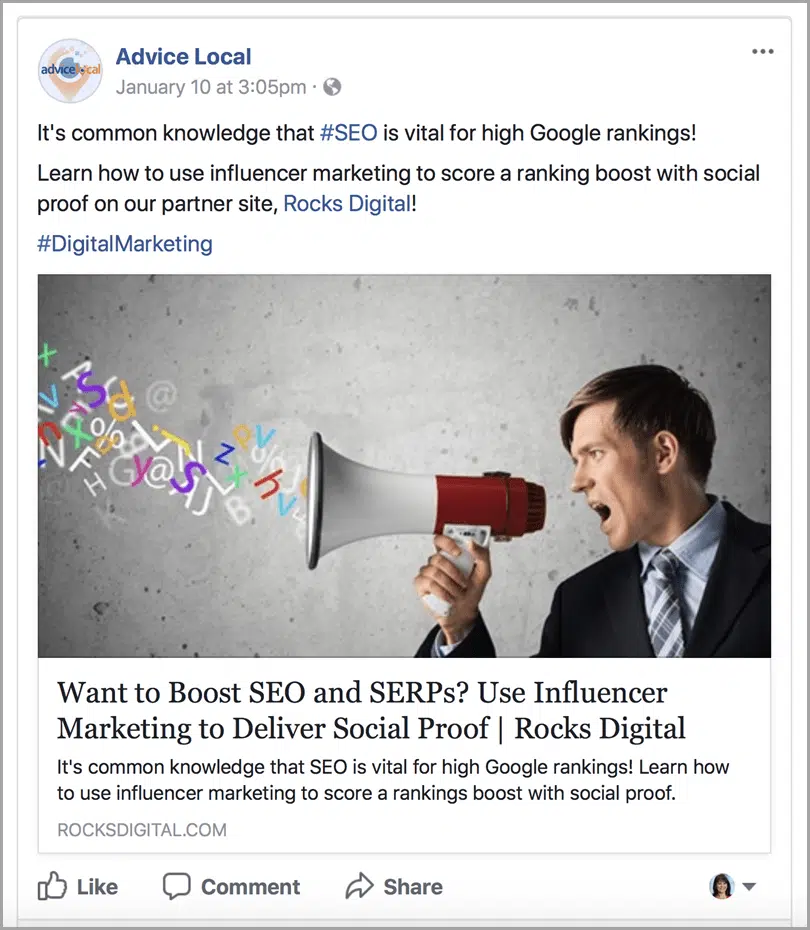 Advice Local
advicelocal
January 10 at 3:05pm ·
It's common knowledge that #SEO is vital for high Google rankings!
Learn how to use influencer marketing to score a ranking boost with social
proof on our partner site, Rocks Digital!
#DigitalMarketing
Want to Boost SEO and SERPs? Use Influencer
Marketing to Deliver Social Proof | Rocks Digital
It's common knowledge that SEO is vital for high Google rankings! Learn how
to use influencer marketing to score a rankings boost with social proof.
ROCKSDIGITAL.COM
Like Comment Share